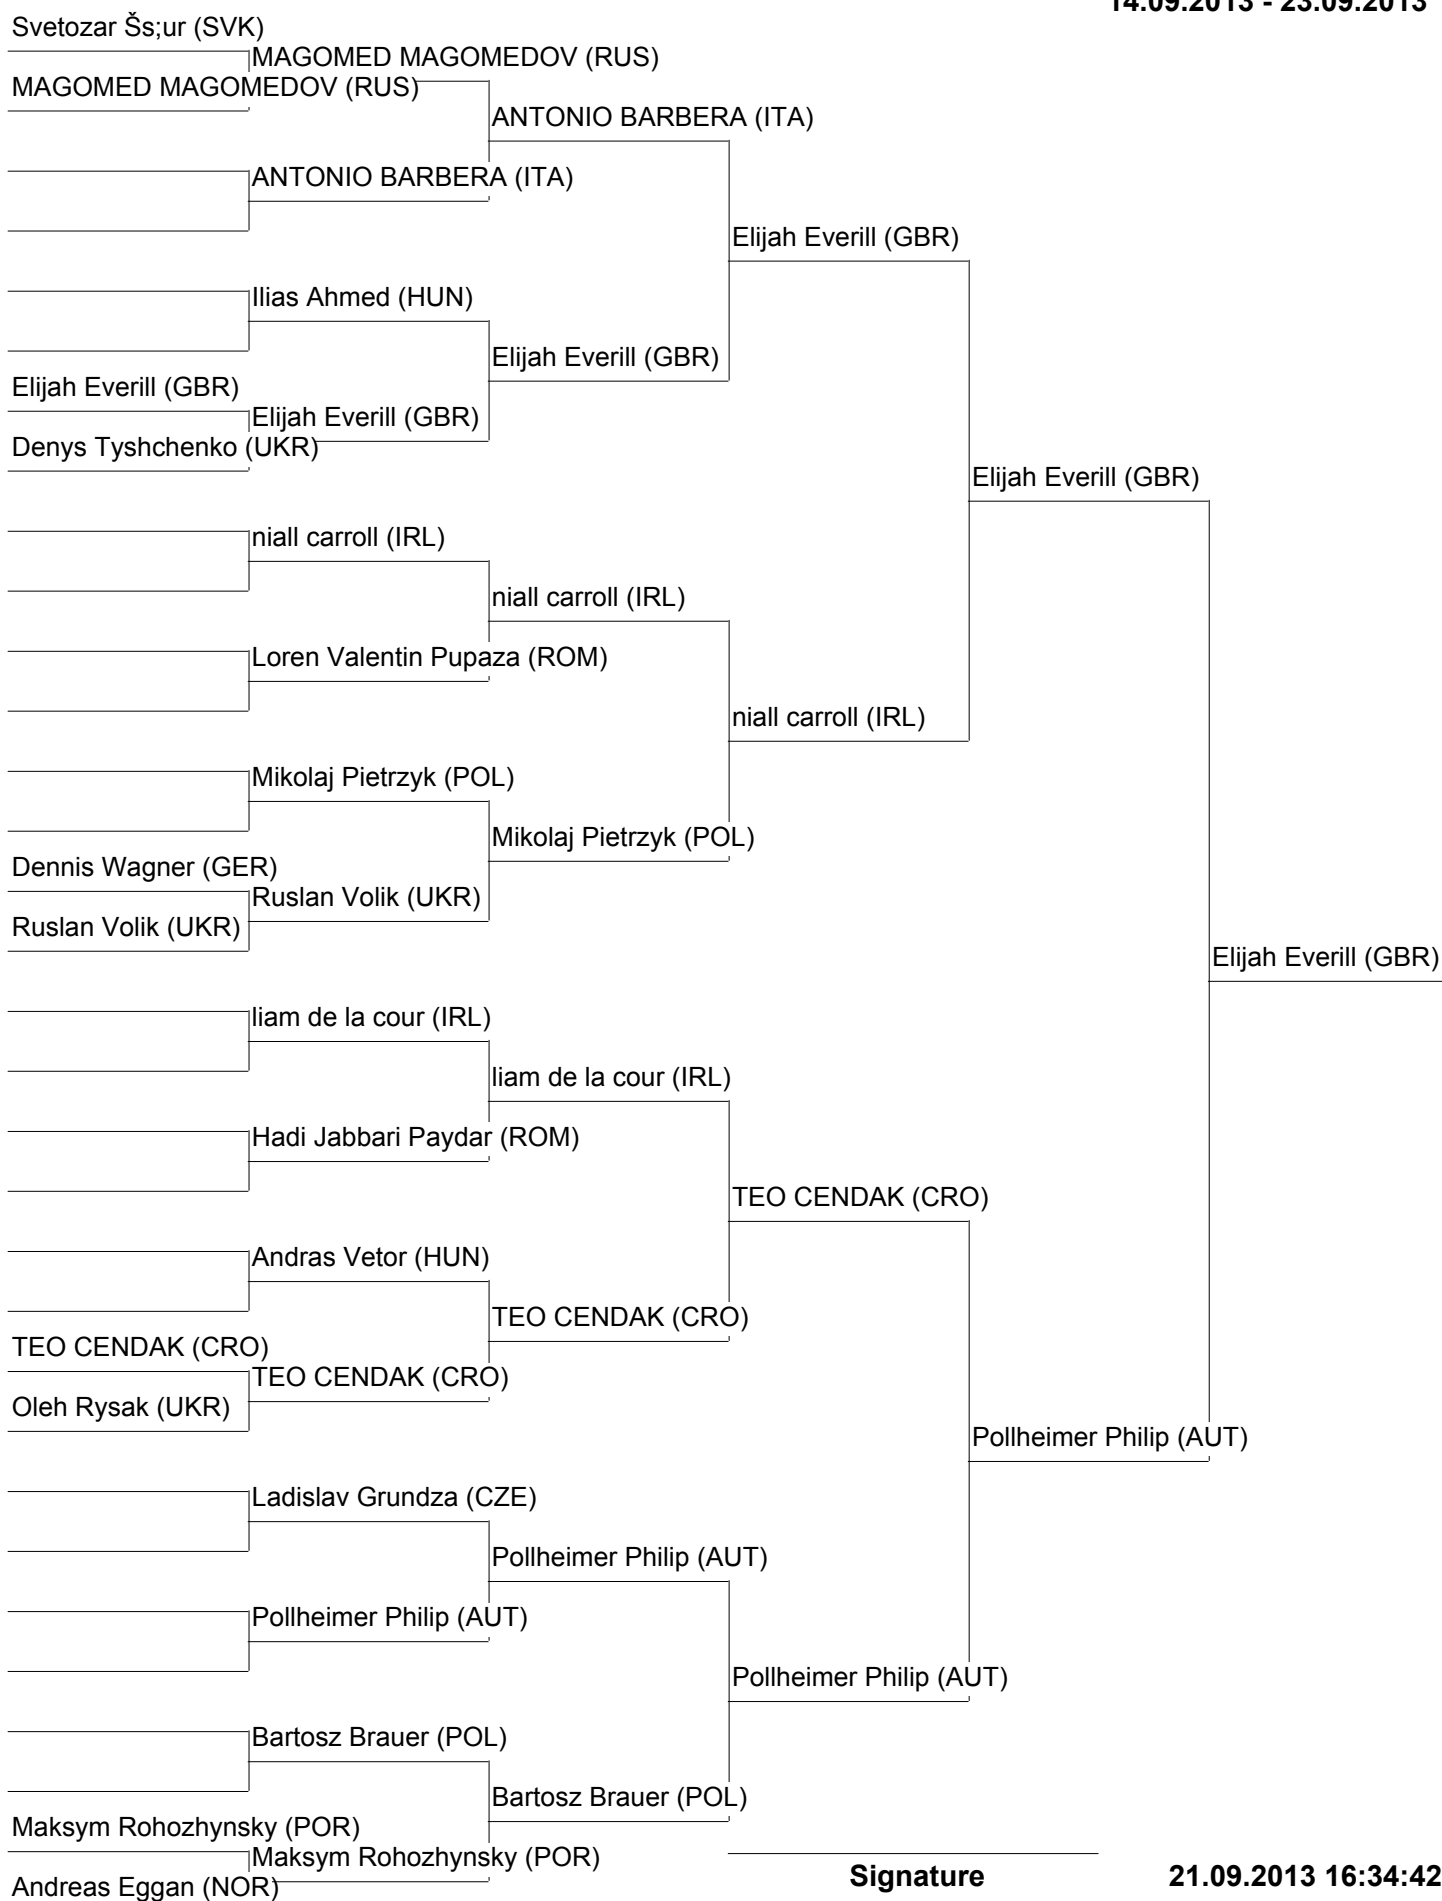 14.09.2013 - 23.09.2013
Svetozar Šs;ur (SVK)
MAGOMED MAGOMEDOV (RUS)
MAGOMED MAGOMEDOV (RUS)
ANTONIO BARBERA (ITA)
ANTONIO BARBERA (ITA)
Elijah Everill (GBR)
Ilias Ahmed (HUN)
Elijah Everill (GBR)
Elijah Everill (GBR)
Elijah Everill (GBR)
Denys Tyshchenko (UKR)
Elijah Everill (GBR)
niall carroll (IRL)
niall carroll (IRL)
Loren Valentin Pupaza (ROM)
niall carroll (IRL)
Mikolaj Pietrzyk (POL)
Mikolaj Pietrzyk (POL)
Dennis Wagner (GER)
Ruslan Volik (UKR)
Ruslan Volik (UKR)
Elijah Everill (GBR)
liam de la cour (IRL)
liam de la cour (IRL)
Hadi Jabbari Paydar (ROM)
TEO CENDAK (CRO)
Andras Vetor (HUN)
TEO CENDAK (CRO)
TEO CENDAK (CRO)
TEO CENDAK (CRO)
Oleh Rysak (UKR)
Pollheimer Philip (AUT)
Ladislav Grundza (CZE)
Pollheimer Philip (AUT)
Pollheimer Philip (AUT)
Pollheimer Philip (AUT)
Bartosz Brauer (POL)
Bartosz Brauer (POL)
Maksym Rohozhynsky (POR)
Maksym Rohozhynsky (POR)
Andreas Eggan (NOR)
Signature
21.09.2013 16:34:42